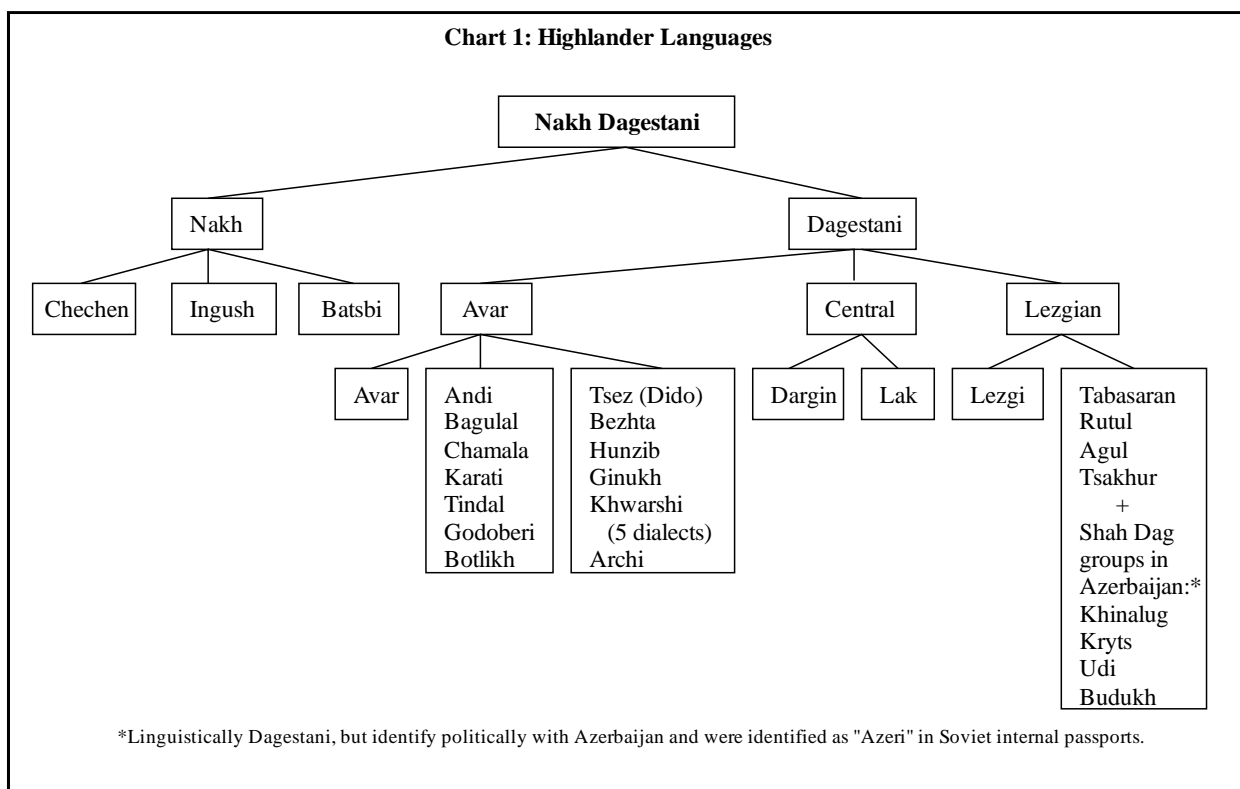 Chart 1: Highlander Languages
Nakh Dagestani
Nakh
Dagestani
Chechen
Ingush
Batsbi
Avar
Central
Lezgian
Avar
Andi
Bagulal
Chamala
Karati
Tindal
Godoberi
Botlikh
Tsez (Dido)
Bezhta
Hunzib
Ginukh
Khwarshi
(5 dialects)
Archi
Dargin
Lak
Lezgi
Tabasaran
Rutul
Agul
Tsakhur
+
Shah Dag
groups in
Azerbaijan:*
Khinalug
Kryts
Udi
Budukh
*Linguistically Dagestani, but identify politically with Azerbaijan and were identified as "Azeri" in Soviet internal passports.